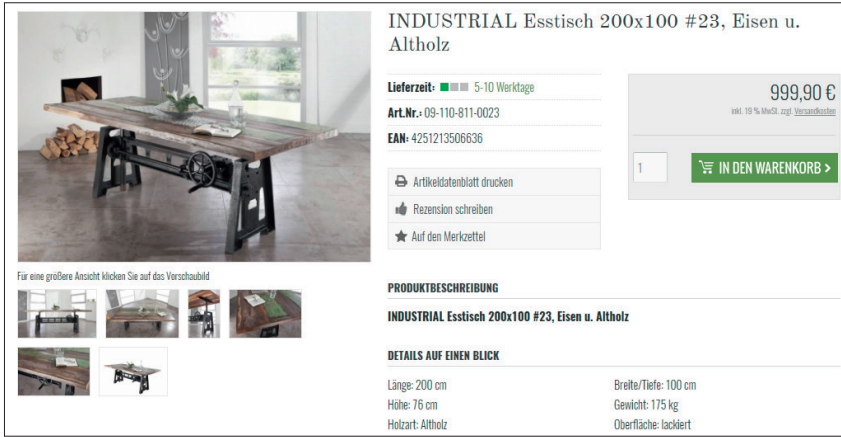 INDUSTRIAL Esstisch 200x100 #23, Eisen u.
Altholz
Lieferzeit: 5-10 Werktage
Art.Nr.: 09-110-811-0023
EAN: 4251213506636
999,90 €
inkl. 19 % MwSt. zzgl. Versandkosten
1
IN DEN WARENKORB >
Artikeldatenblatt drucken
Rezension schreiben
Auf den Merkzettel
Für eine größere Ansicht klicken Sie auf das Vorschaubild
PRODUKTBESCHREIBUNG
INDUSTRIAL Esstisch 200x100 #23, Eisen u. Altholz
DETAILS AUF EINEN BLICK
Länge: 200 cm
Breite/Tiefe: 100 cm
Höhe: 76 cm
Gewicht: 175 kg
Holzart: Altholz
Oberfläche: lackiert